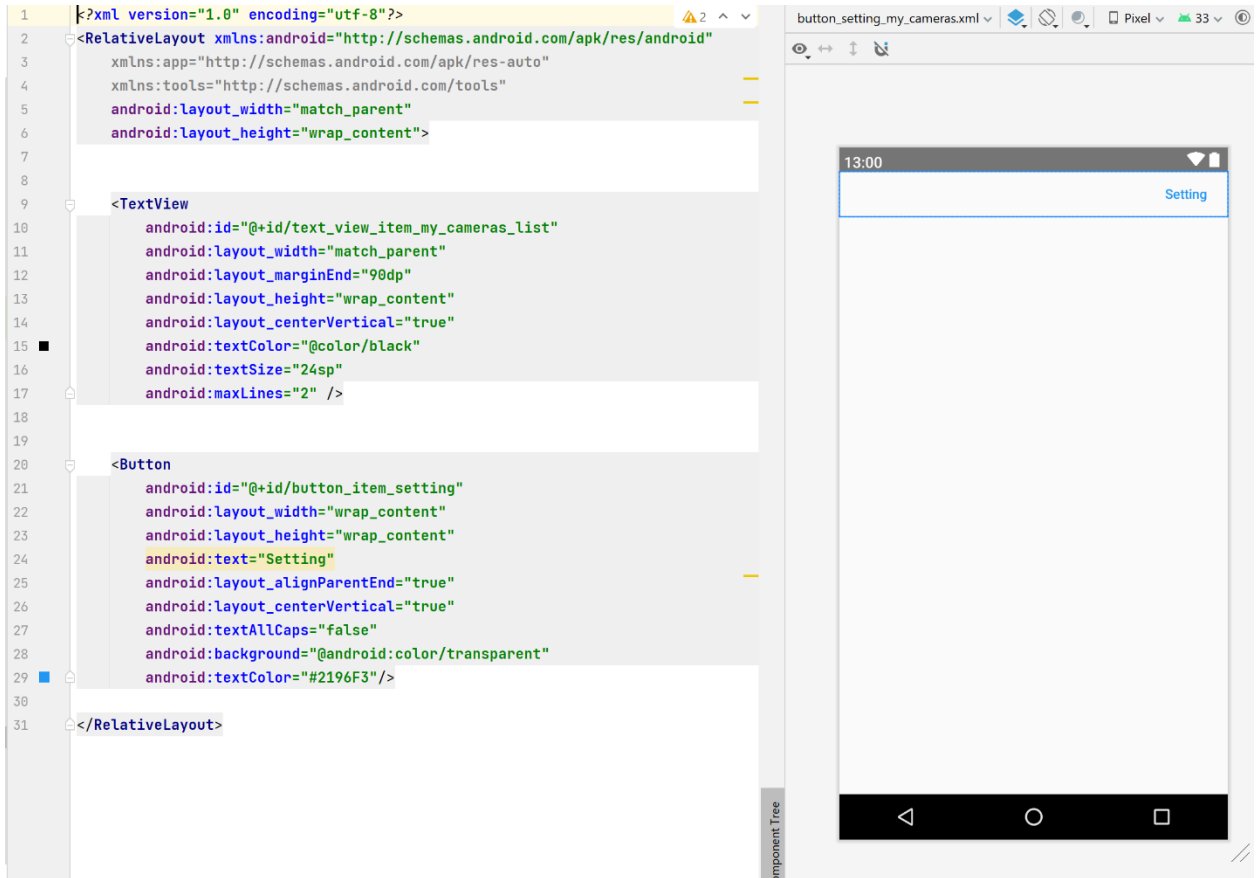 1 <?xml version="1.0" encoding="utf-8"?>
2 <RelativeLayout xmlns:android="http://schemas.android.com/apk/res/android"
3 xmlns:app="http://schemas.android.com/apk/res-auto"
4 xmlns:tools="http://schemas.android.com/tools"
5 android:layout_width="match_parent"
6 android:layout_height="wrap_content">
7
8
9 <TextView
10 android:id="@+id/text_view_item_my_cameras_list"
11 android:layout_width="match_parent"
12 android:layout_marginEnd="90dp"
13 android:layout_height="wrap_content"
14 android:layout_centerVertical="true"
15 android:textColor="@color/black"
16 android:textSize="24sp"
17 android:maxLines="2" />
18
19
20 <Button
21 android:id="@+id/button_item_setting"
22 android:layout_width="wrap_content"
23 android:layout_height="wrap_content"
24 android:text="Setting"
25 android:layout_alignParentEnd="true"
26 android:layout_centerVertical="true"
27 android:textAllCaps="false"
28 android:background="@android:color/transparent"
29 android:textColor="#2196F3"/>
30
31 </RelativeLayout>
2
button_setting_my_cameras.xml
Pixel
33
13:00
Setting
omponent Tree